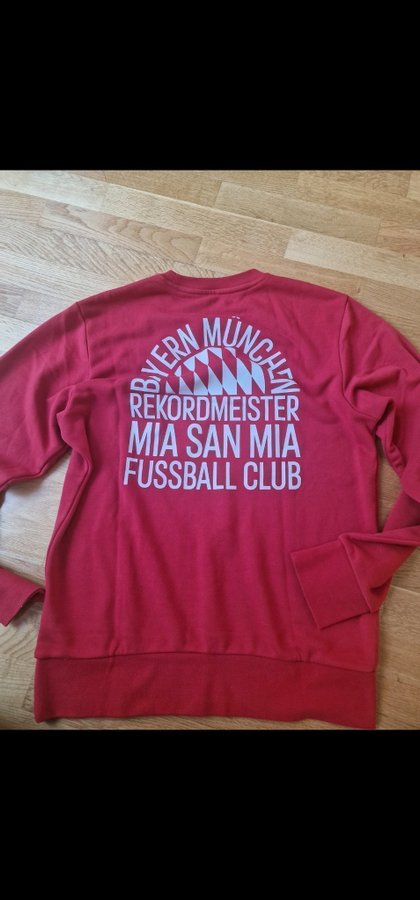 BAYERN MÜNCHEN
REKORDMEISTER
MIA SAN MIA
FUSSBALL CLUB